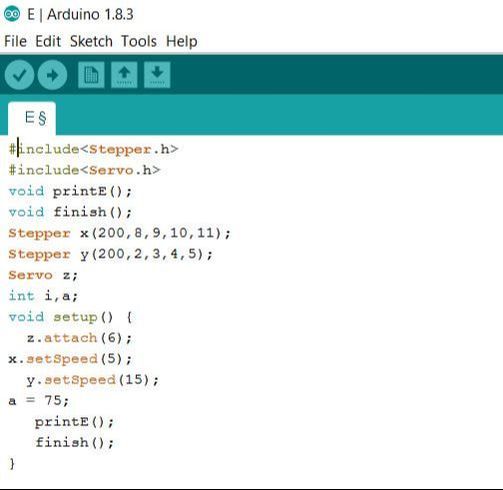 E | Arduino 1.8.3
File Edit Sketch Tools Help
E §
#include<Stepper.h>
#include<Servo.h>
void printE();
void finish();
Stepper x(200,8,9,10,11);
Stepper y(200,2,3,4,5);
Servo z;
int i,a;
void setup() {
  z.attach(6);
x.setSpeed(5);
  y.setSpeed(15);
a = 75;
   printE();
   finish();
}